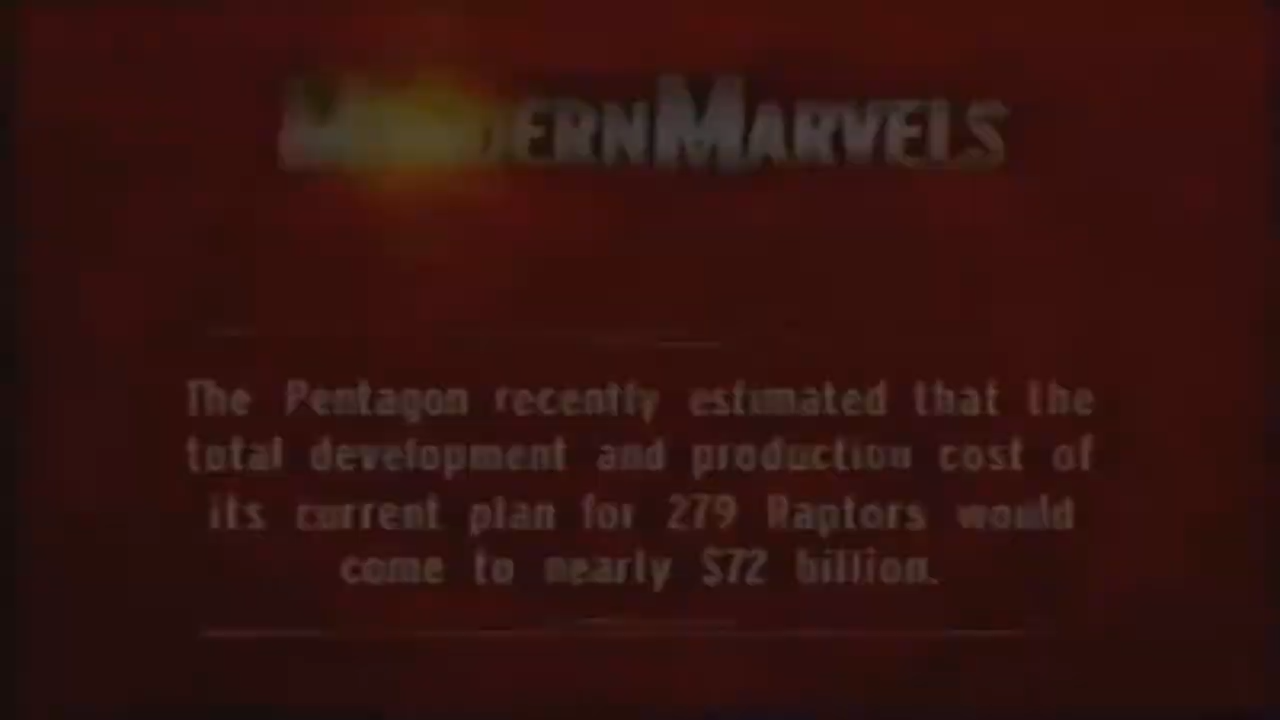 MODERNMARVELS
The Pentagon recently estimated that the
total development and production cost of
its current plan for 279 Raptors would
come to nearly $72 billion.